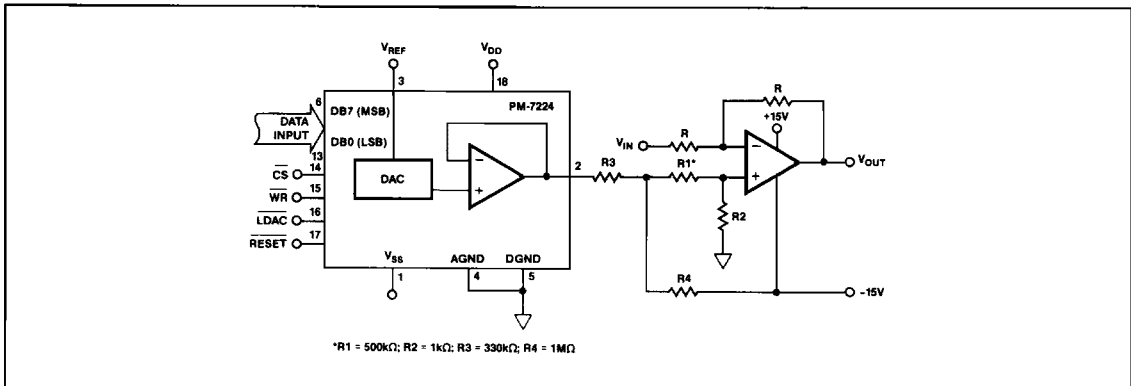 VREF
VDD
3
18
PM-7224
6
DB7 (MSB)
DATA
INPUT
DB0 (LSB)
13
14
CS
15
WR
16
LDAC
17
RESET
DAC
−
+
2
VSS
AGND
DGND
1
4
5
R
+15V
VIN
R
−
R3
R1*
+
VOUT
R2
R4
−15V
*R1 = 500kΩ; R2 = 1kΩ; R3 = 330kΩ; R4 = 1MΩ